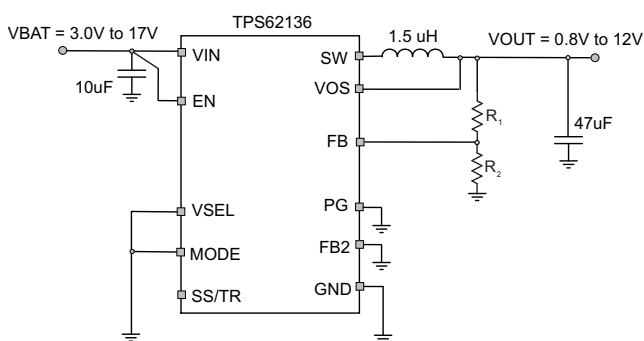 TPS62136
VBAT = 3.0V to 17V
VIN
10uF
EN
VSEL
MODE
SS/TR
SW
VOS
FB
PG
FB2
GND
1.5 uH
VOUT = 0.8V to 12V
R₁
R₂
47uF